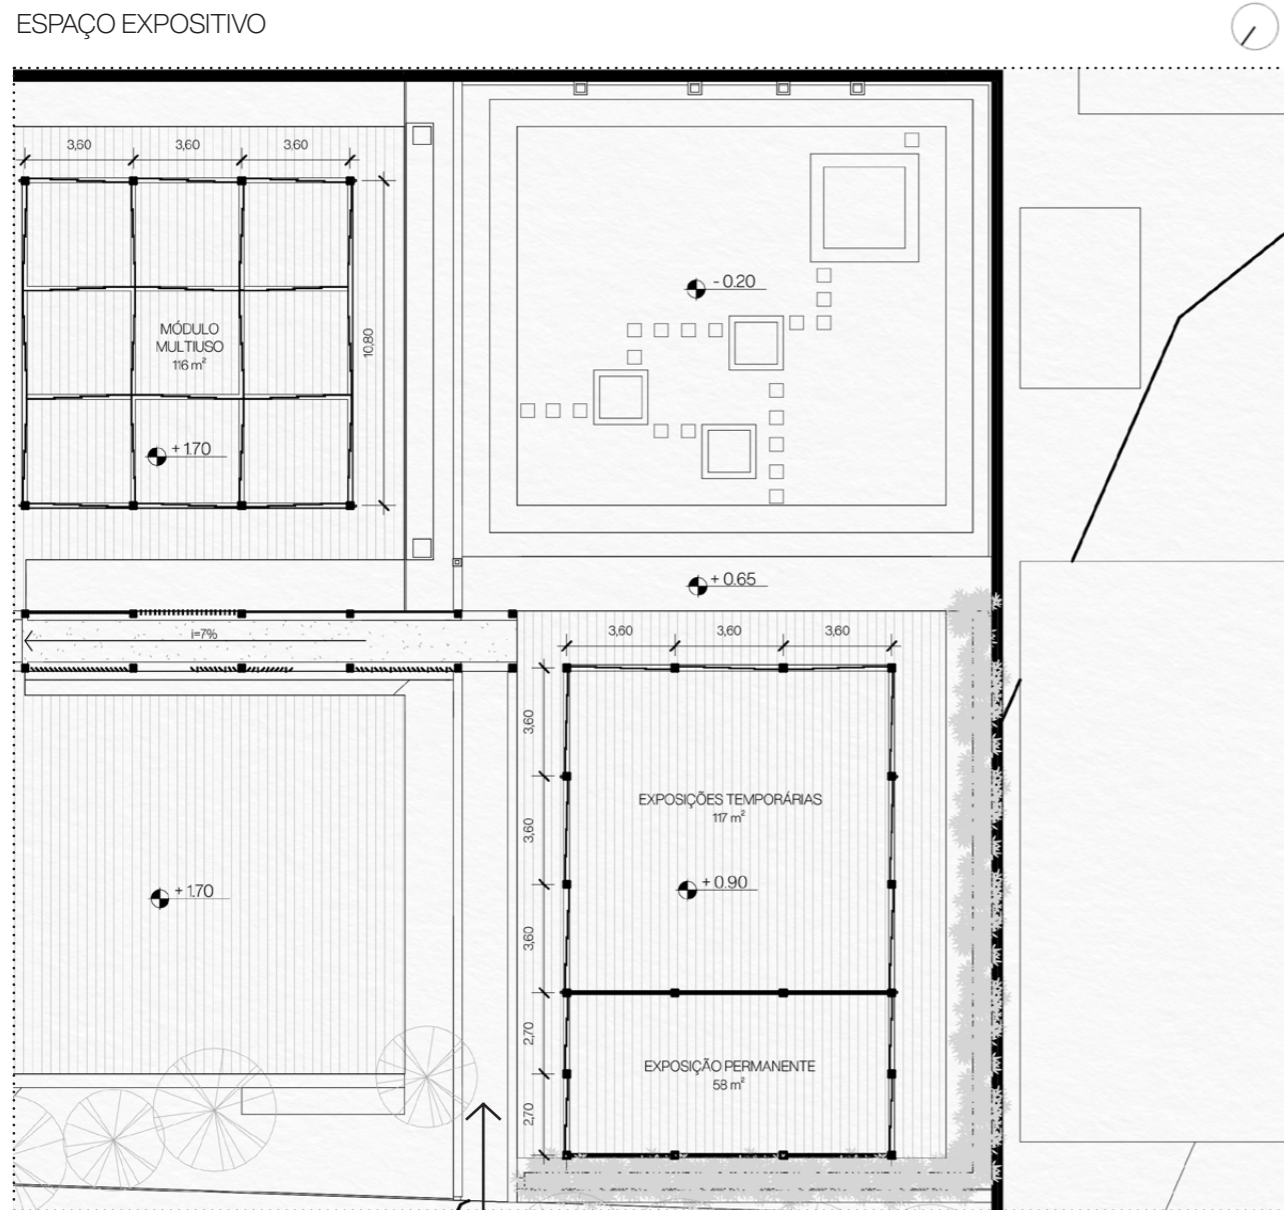 ESPAÇO EXPOSITIVO
3,60
3,60
3,60
10,80
MÓDULO
MULTIUSO
116 m²
+ 1.70
- 0.20
+ 0.65
i=7%
3,60
3,60
3,60
3,60
3,60
3,60
2,70
2,70
EXPOSIÇÕES TEMPORÁRIAS
117 m²
+ 0.90
+ 1.70
EXPOSIÇÃO PERMANENTE
58 m²